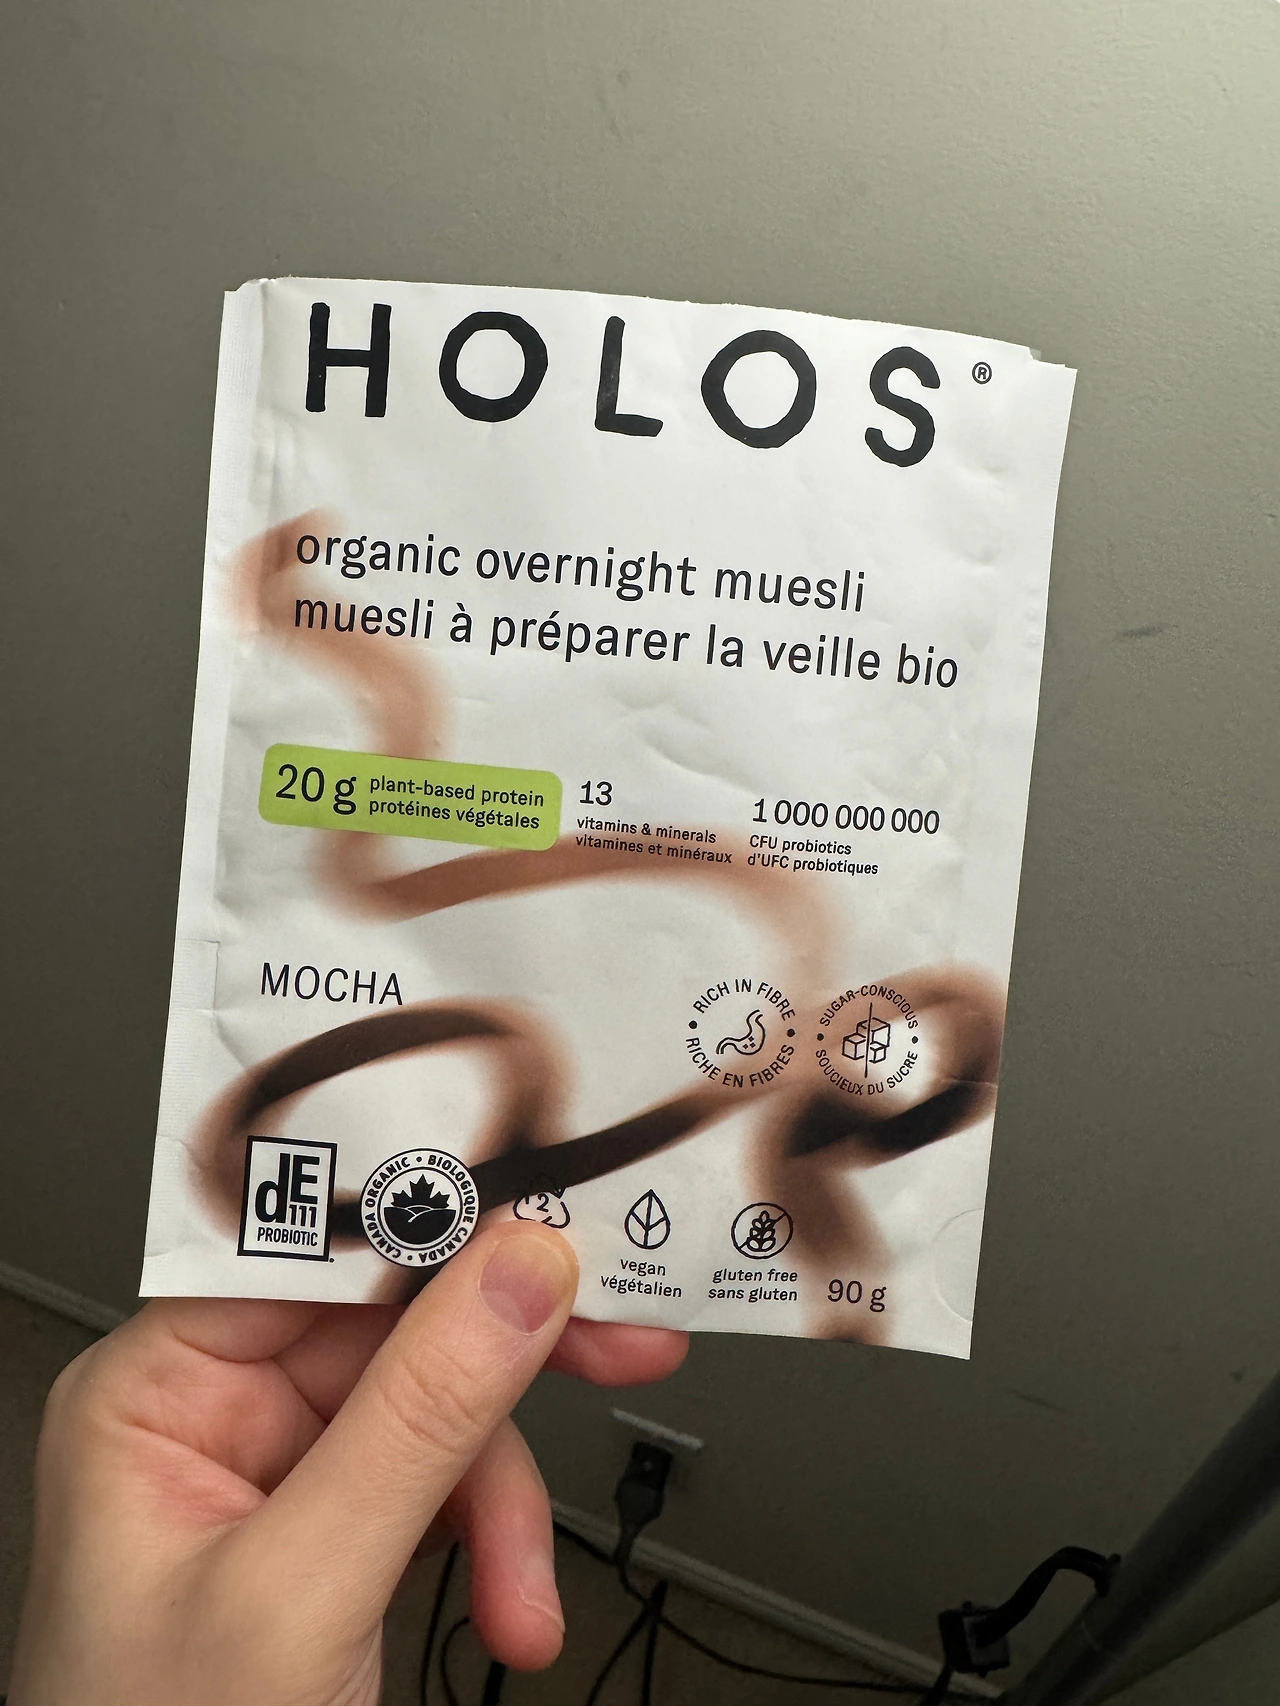 HOLOS®
organic overnight muesli
muesli à préparer la veille bio
20 g
plant-based protein
protéines végétales
13
vitamins & minerals
vitamines et minéraux
1 000 000 000
CFU probiotics
d'UFC probiotiques
MOCHA
RICH IN FIBRE
RICHE EN FIBRES
SUGAR-CONSCIOUS
SOUCIEUX DU SUCRE
dE
111
PROBIOTIC
CANADA ORGANIC • BIOLOGIQUE CANADA •
2
vegan
végétalien
gluten free
sans gluten
90 g